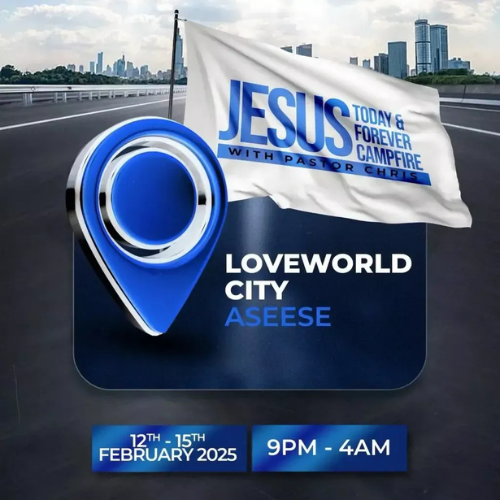 JESUS
TODAY &
FOREVER
CAMPFIRE
WITH PASTOR CHRIS
LOVEWORLD
CITY
ASEESE
12TH - 15TH
FEBRUARY 2025
9PM - 4AM